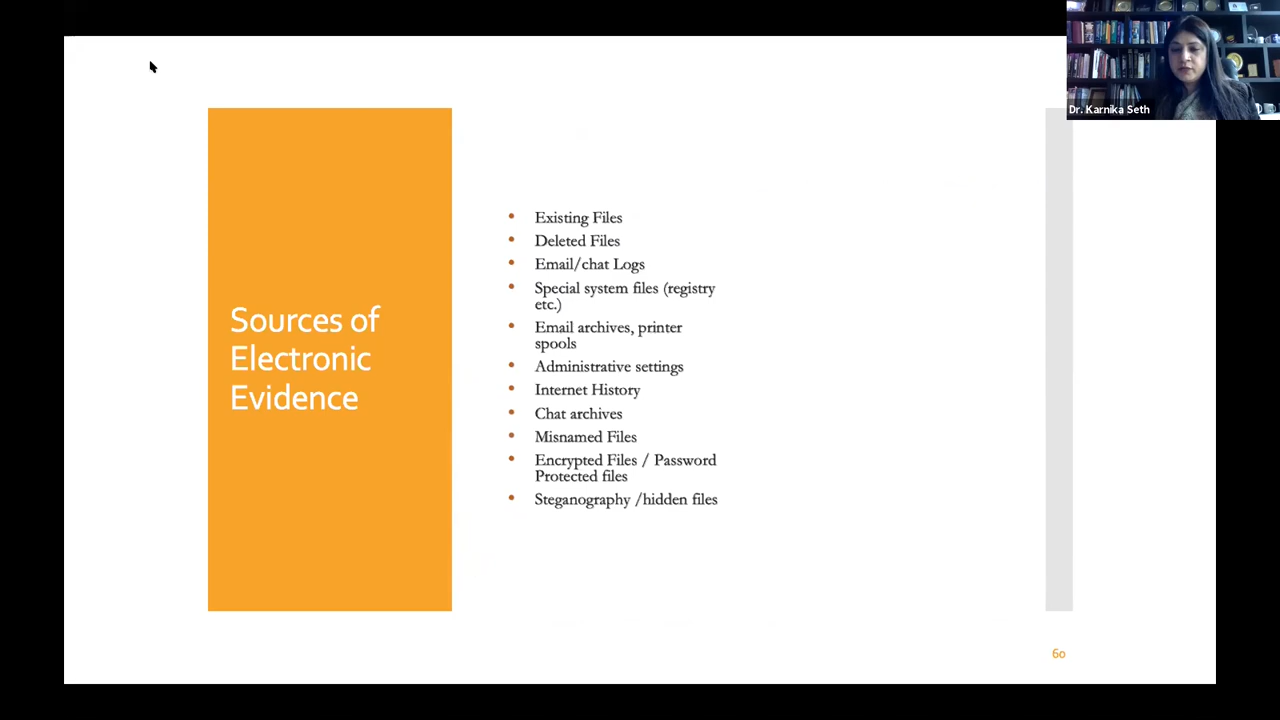 Dr. Karnika Seth
Sources of
Electronic
Evidence
• Existing Files
• Deleted Files
• Email/chat Logs
• Special system files (registry
etc.)
• Email archives, printer
spools
• Administrative settings
• Internet History
• Chat archives
• Misnamed Files
• Encrypted Files / Password
Protected files
• Steganography /hidden files
60